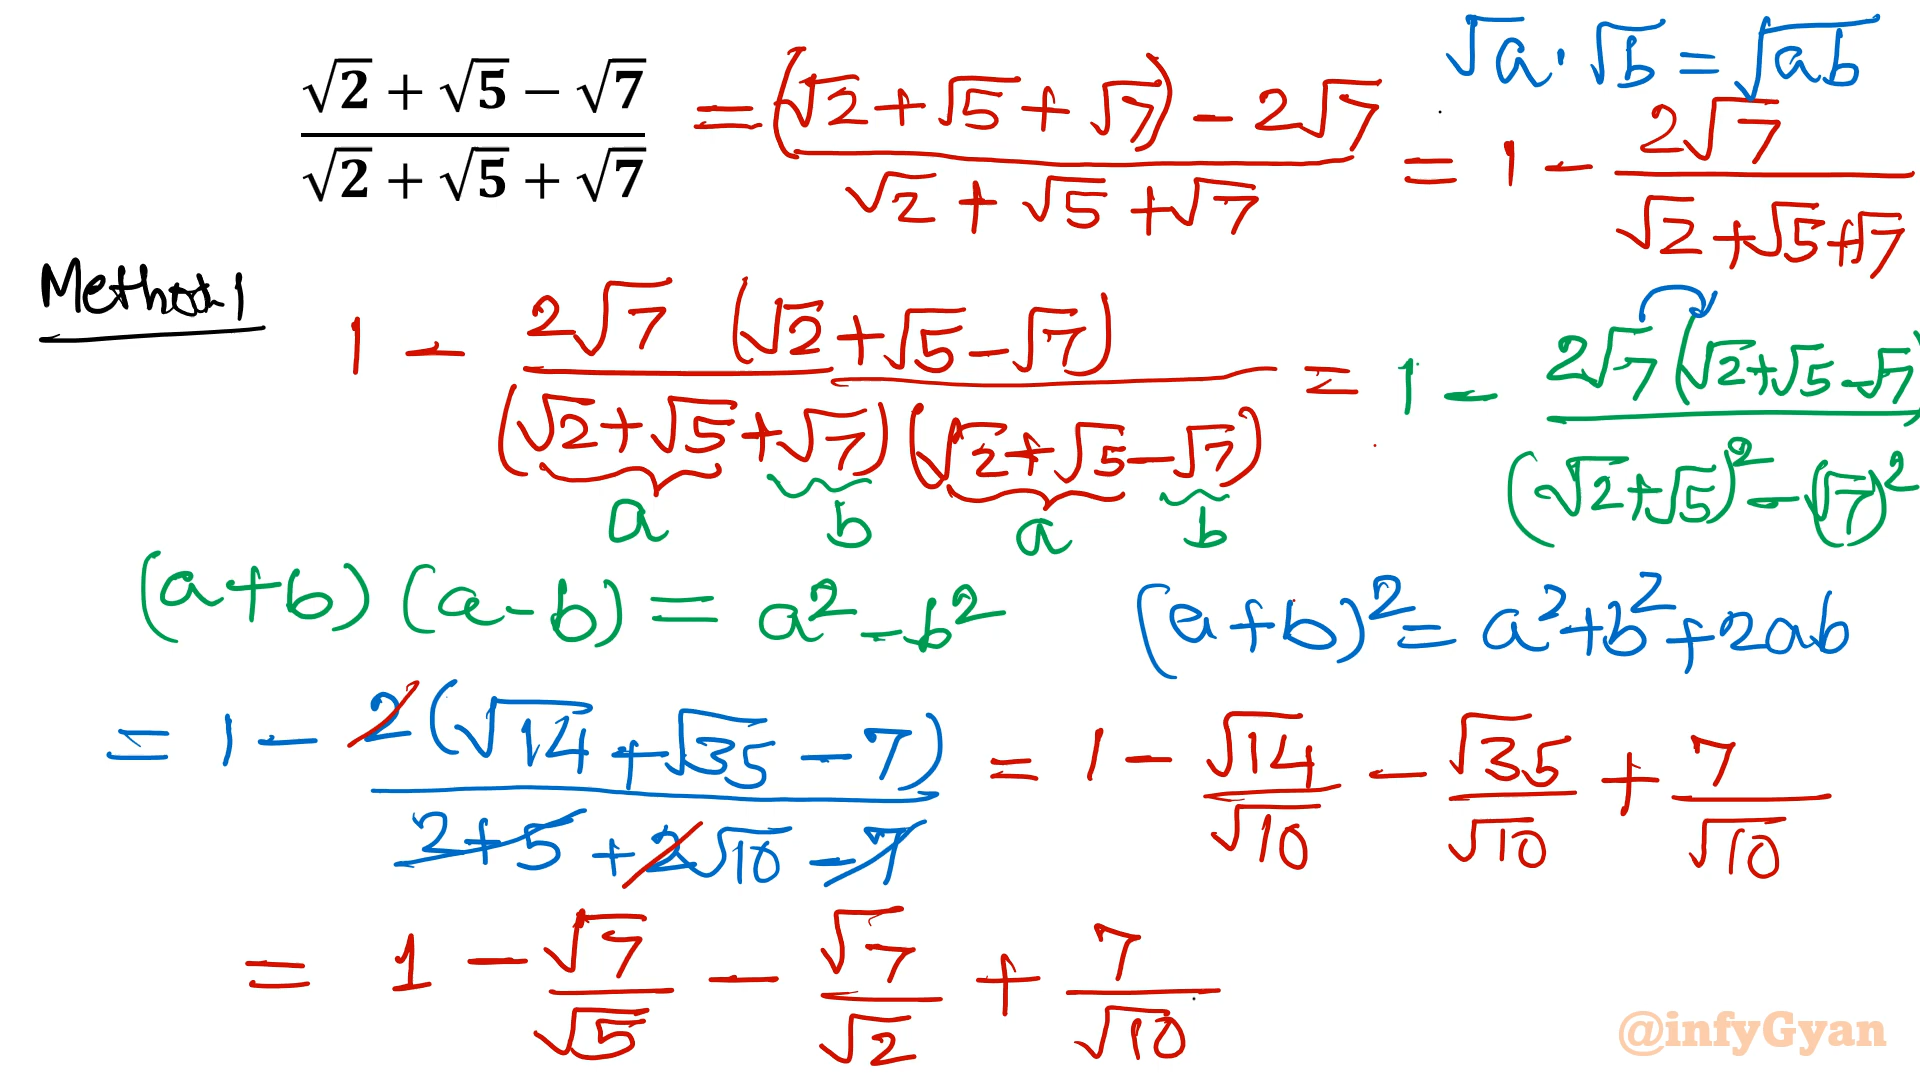 √a · √b = √ab
(√2 + √5 − √7)/(√2 + √5 + √7) = ((√2 + √5 + √7) − 2√7)/(√2 + √5 + √7) = 1 − 2√7/(√2 + √5 + √7)
Method 1
1 − 2√7 (√2 + √5 − √7)/((√2 + √5 + √7)(√2 + √5 − √7)) = 1 − 2√7(√2 + √5 − √7)/((√2 + √5)² − (√7)²)
a b a b
(a + b) (a − b) = a² − b² (a + b)² = a² + b² + 2ab
= 1 − 2(√14 + √35 − 7)/(2 + 5 + 2√10 − 7) = 1 − √14/√10 − √35/√10 + 7/√10
= 1 − √7/√5 − √7/√2 + 7/√10
@infyGyan